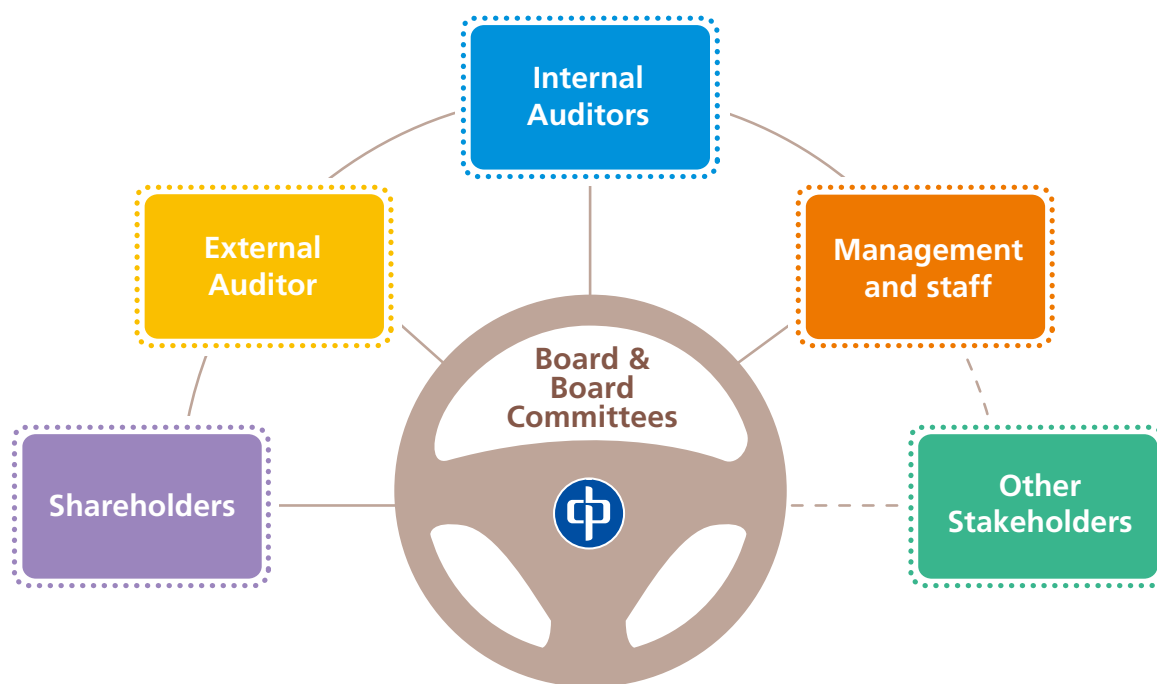 Internal
Auditors
External
Auditor
Management
and staff
Board &
Board
Committees
Shareholders
Other
Stakeholders